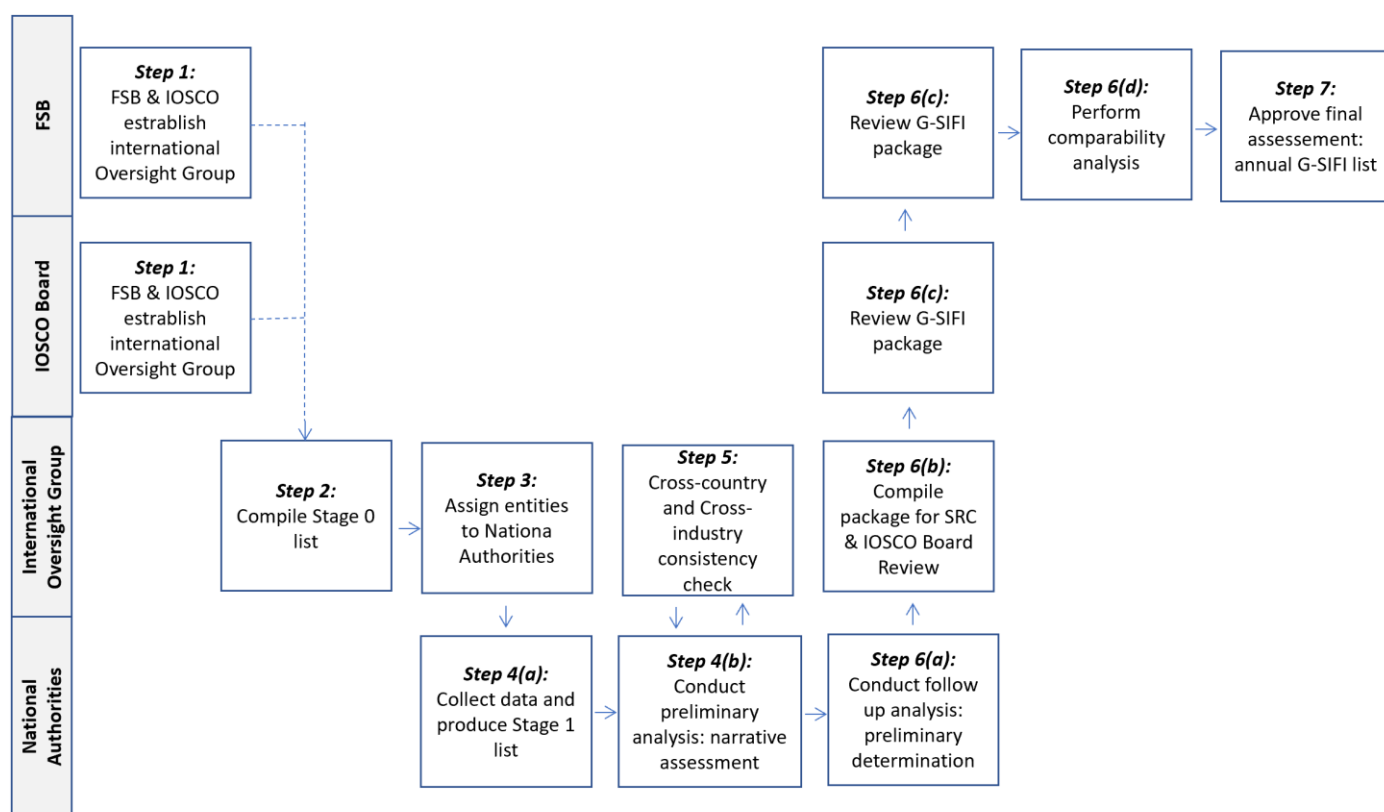 FSB
Step 1:
FSB & IOSCO
estrablish
international
Oversight Group
Step 6(c):
Review G-SIFI
package
Step 6(d):
Perform
comparability
analysis
Step 7:
Approve final
assessement:
annual G-SIFI list
IOSCO Board
Step 1:
FSB & IOSCO
estrablish
international
Oversight Group
Step 6(c):
Review G-SIFI
package
International
Oversight Group
Step 2:
Compile Stage 0
list
Step 3:
Assign entities
to Nationa
Authorities
Step 5:
Cross-country
and Cross-
industry
consistency
check
Step 6(b):
Compile
package for SRC
& IOSCO Board
Review
National
Authorities
Step 4(a):
Collect data and
produce Stage 1
list
Step 4(b):
Conduct
preliminary
analysis: narrative
assessment
Step 6(a):
Conduct follow
up analysis:
preliminary
determination